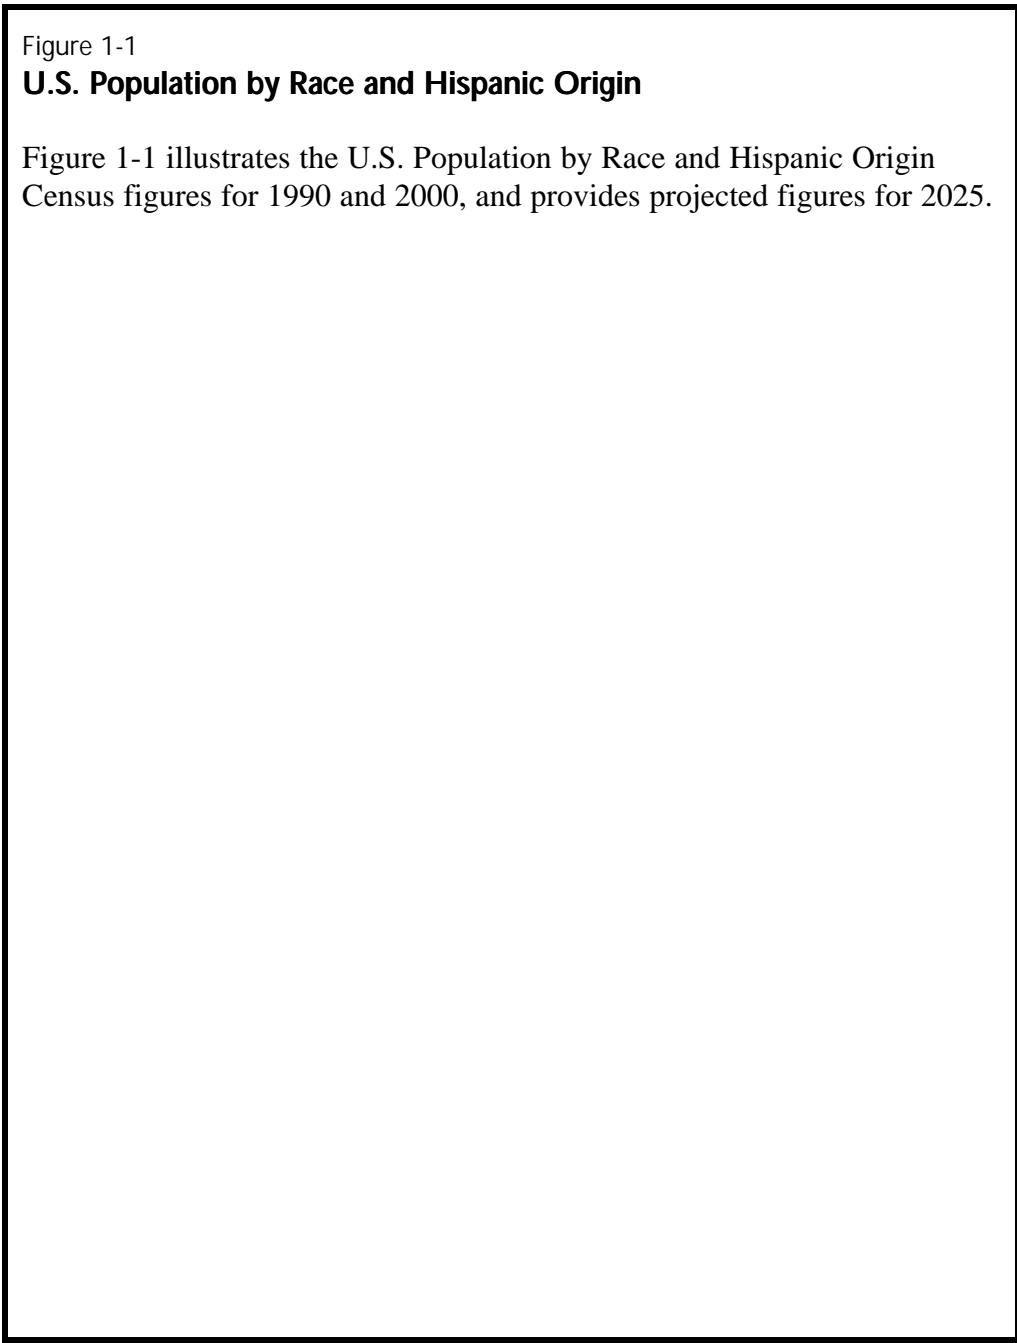 Figure 1-1
U.S. Population by Race and Hispanic Origin
Figure 1-1 illustrates the U.S. Population by Race and Hispanic Origin
Census figures for 1990 and 2000, and provides projected figures for 2025.